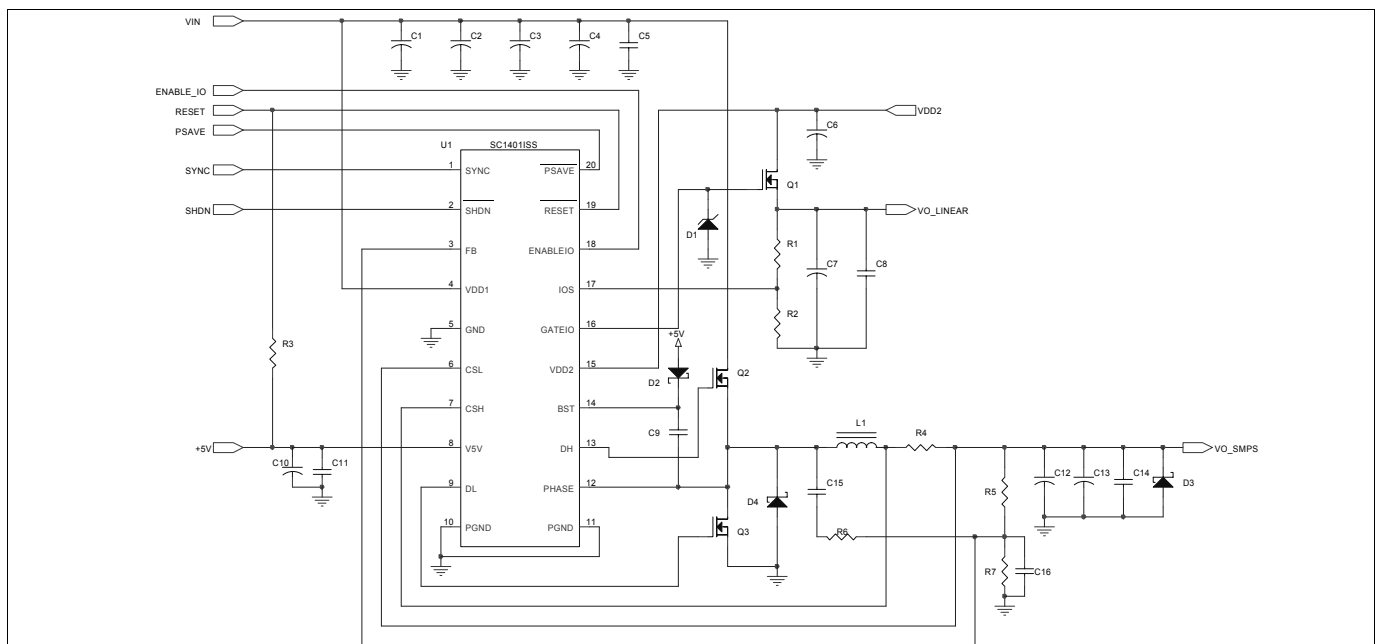 VIN
C1
C2
C3
C4
C5
ENABLE_IO
RESET
VDD2
PSAVE
C6
U1
SC1401ISS
SYNC
1
SYNC
PSAVE
20
Q1
SHDN
2
SHDN
RESET
19
VO_LINEAR
D1
3
FB
ENABLEIO
18
R1
C7
C8
4
VDD1
IOS
17
5
GND
GATEIO
16
R2
+5V
R3
6
CSL
VDD2
15
D2
Q2
7
CSH
BST
14
C9
L1
R4
+5V
8
V5V
DH
13
VO_SMPS
C10
C11
C12
C13
C14
D3
9
DL
PHASE
12
D4
C15
R5
10
PGND
PGND
11
Q3
R6
R7
C16